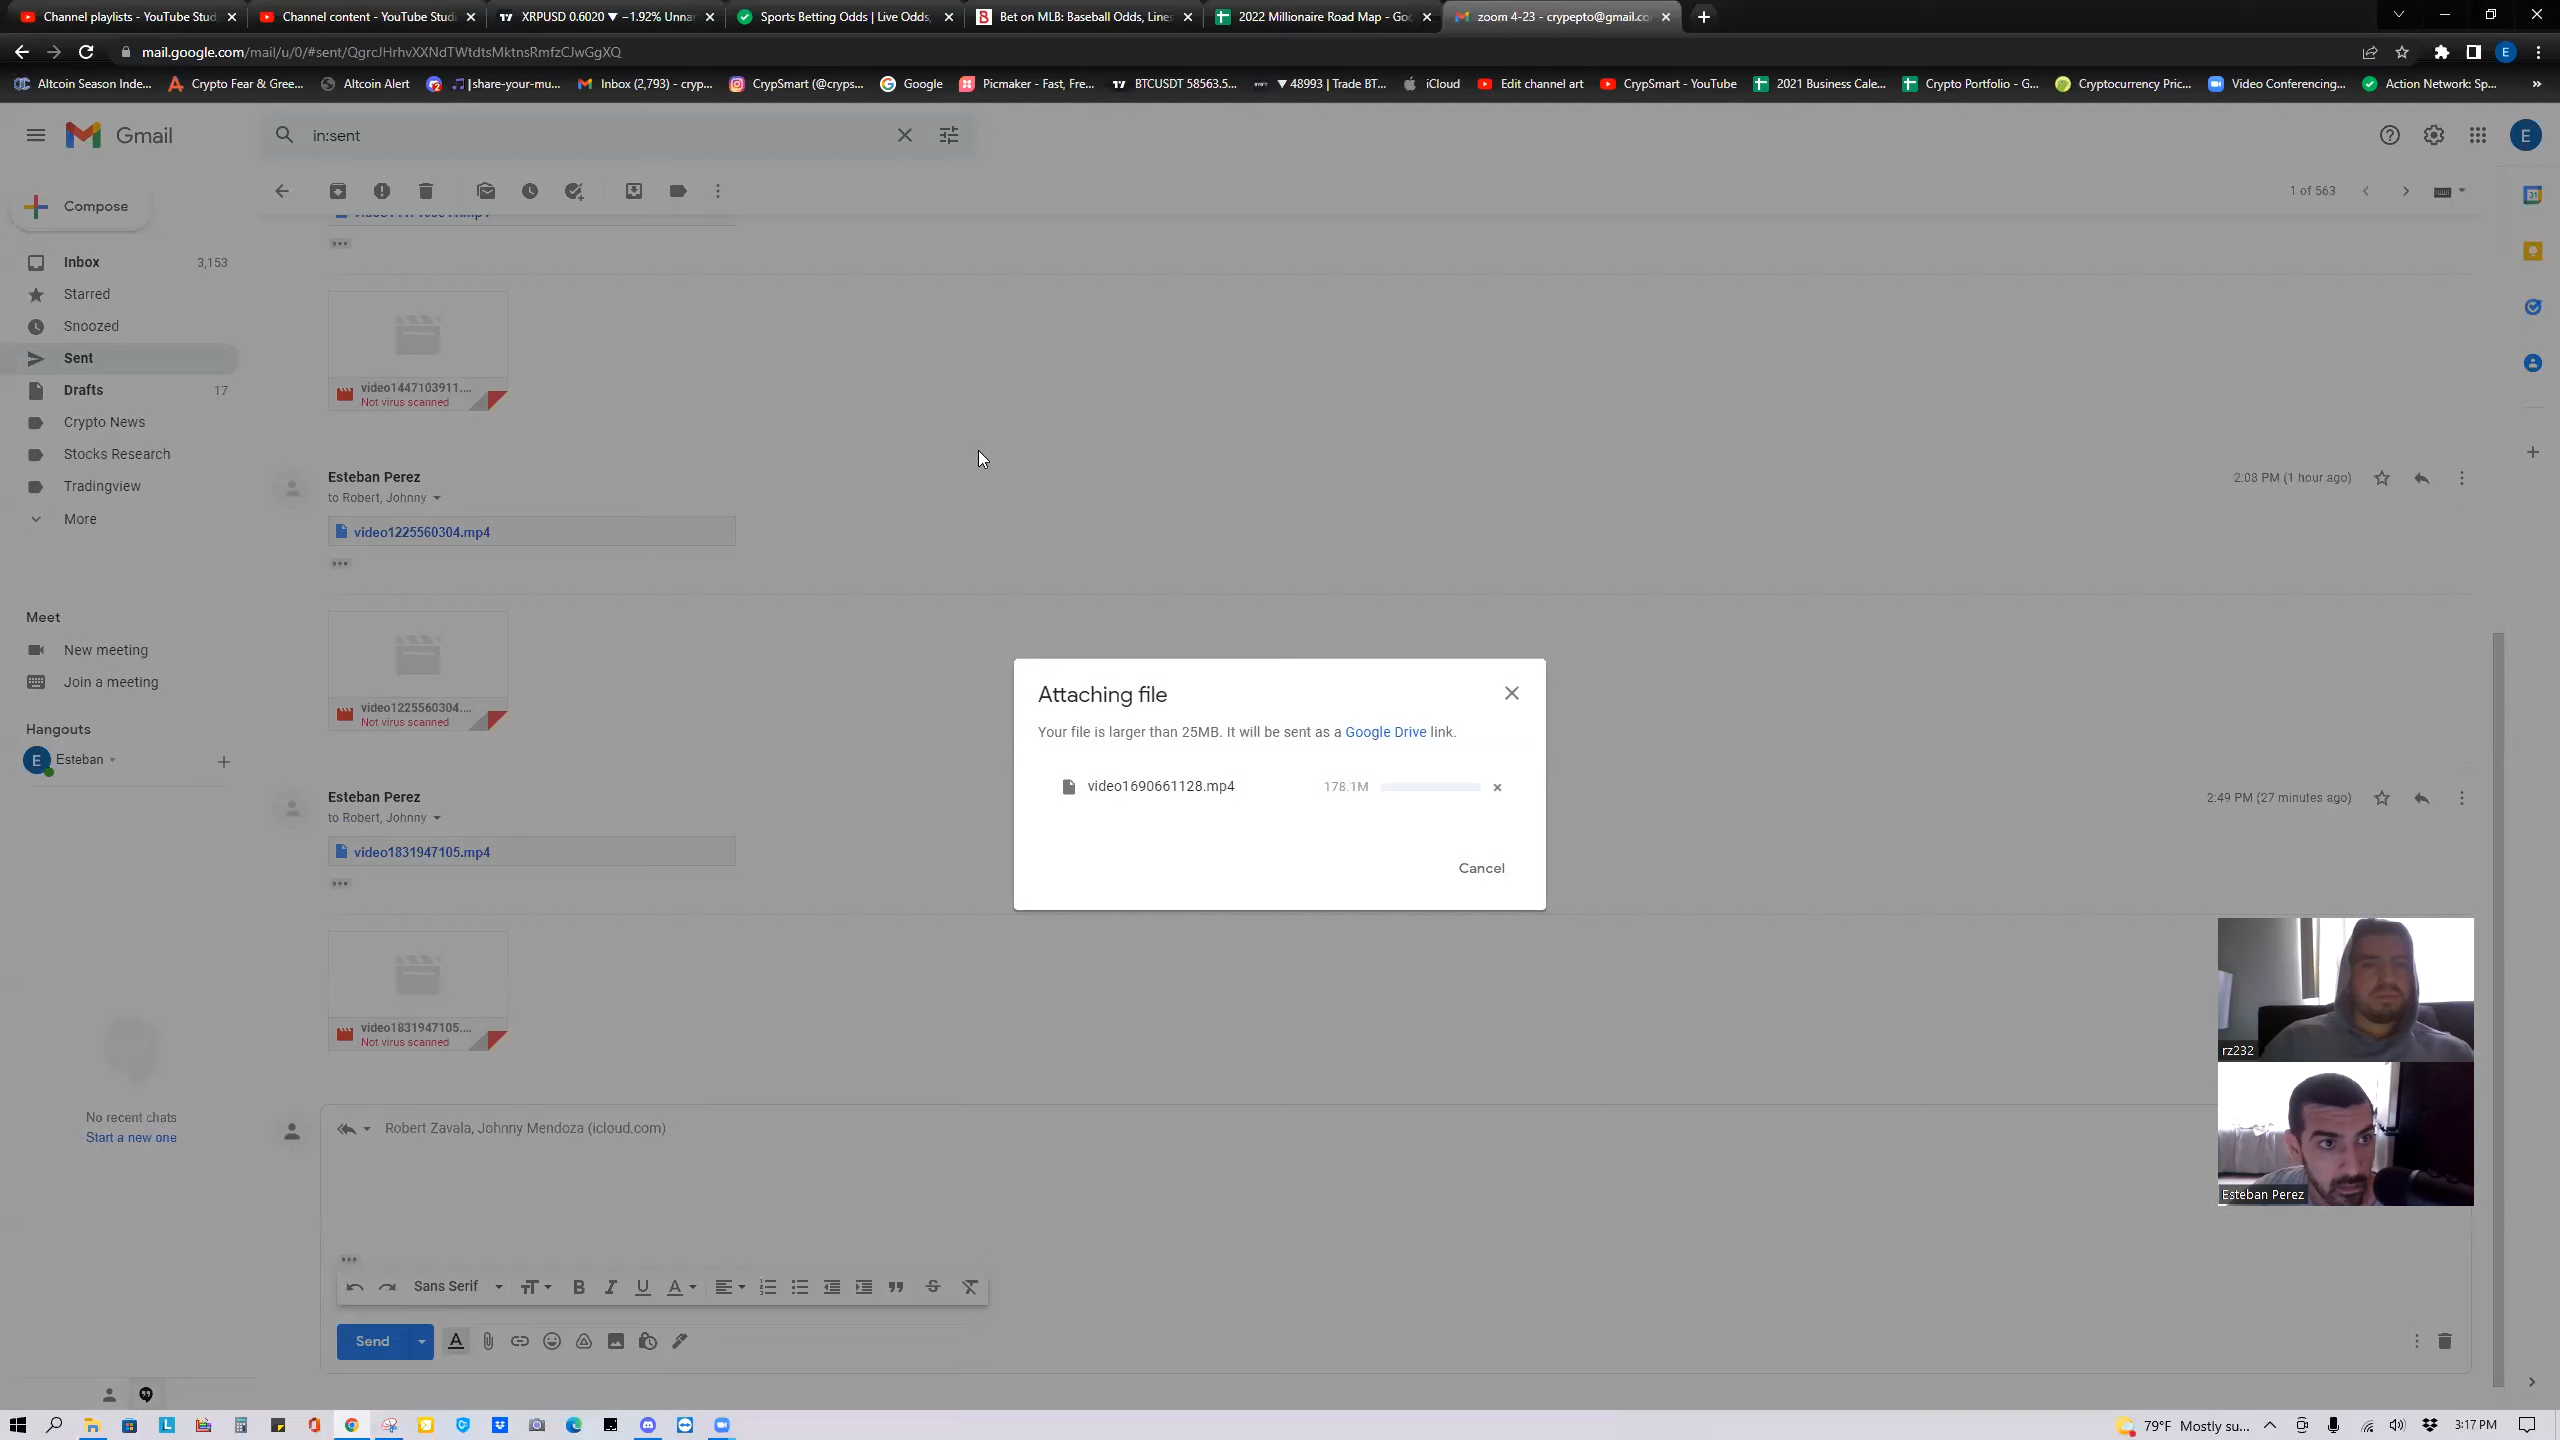 Channel playlists - YouTube Stud
Channel content - YouTube Studi
XRPUSD 0.6020 ▼ −1.92% Unna
Sports Betting Odds | Live Odds,
Bet on MLB: Baseball Odds, Lines
2022 Millionaire Road Map - Goo
zoom 4-23 - crypepto@gmail.co
mail.google.com/mail/u/0/#sent/QgrcJHrhvXXNdTWtdtsMktnsRmfzCJwGgXQ
Altcoin Season Inde...
Crypto Fear & Gree...
Altcoin Alert
|share-your-mu...
Inbox (2,793) - cryp...
CrypSmart (@cryps...
Google
Picmaker - Fast, Fre...
BTCUSDT 58563.5...
▼ 48993 | Trade BT...
iCloud
Edit channel art
CrypSmart - YouTube
2021 Business Cale...
Crypto Portfolio - G...
Cryptocurrency Pric...
Video Conferencing...
Action Network: Sp...
Gmail
in:sent
E
Compose
1 of 563
Inbox 3,153
Starred
Snoozed
Sent
Drafts 17
Crypto News
Stocks Research
Tradingview
More
Meet
New meeting
Join a meeting
Hangouts
E Esteban
No recent chats
Start a new one
video1447103911....
Not virus scanned
Esteban Perez
2:08 PM (1 hour ago)
to Robert, Johnny
video1225560304.mp4
video1225560304....
Not virus scanned
Esteban Perez
2:49 PM (27 minutes ago)
to Robert, Johnny
video1831947105.mp4
video1831947105....
Not virus scanned
Attaching file
Your file is larger than 25MB. It will be sent as a Google Drive link.
video1690661128.mp4 178.1M
Cancel
rz232
Esteban Perez
Robert Zavala, Johnny Mendoza (icloud.com)
Sans Serif
Send
79°F Mostly su...
3:17 PM